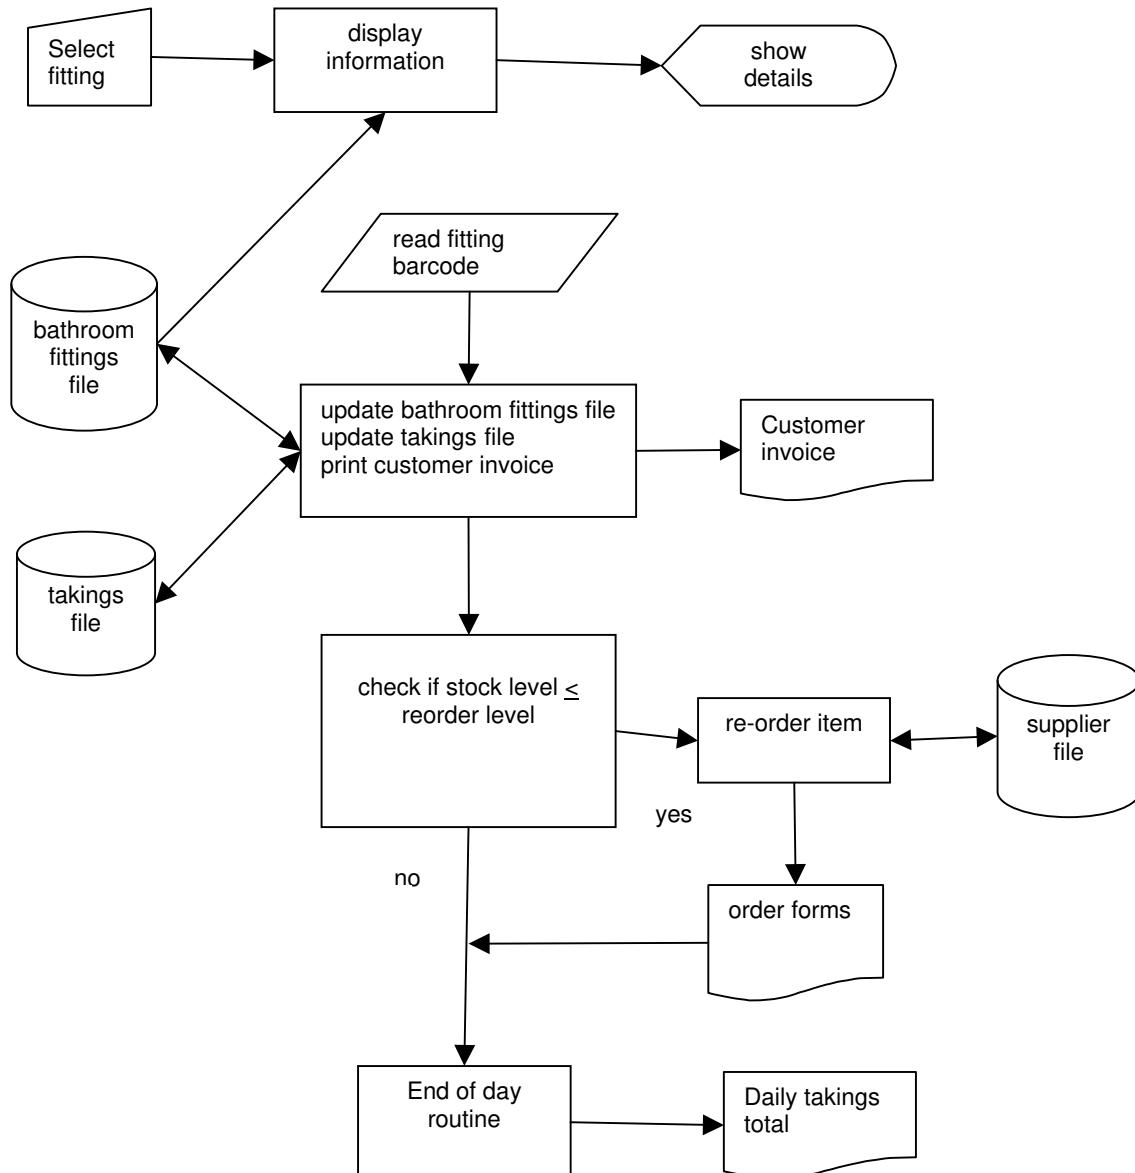 Select
fitting
display
information
show
details
read fitting
barcode
bathroom
fittings
file
update bathroom fittings file
update takings file
print customer invoice
Customer
invoice
takings
file
check if stock level ≤
reorder level
re-order item
supplier
file
yes
no
order forms
End of day
routine
Daily takings
total